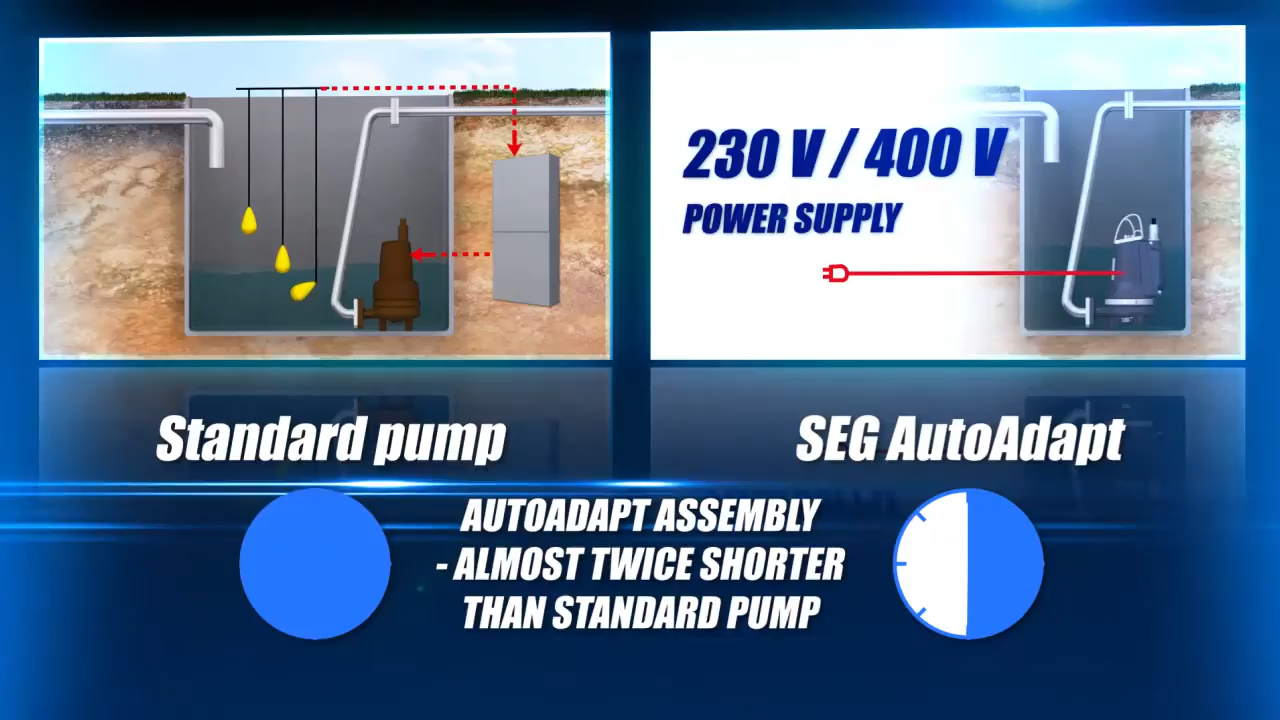 230 V / 400 V
POWER SUPPLY
Standard pump
SEG AutoAdapt
AUTOADAPT ASSEMBLY
- ALMOST TWICE SHORTER
THAN STANDARD PUMP